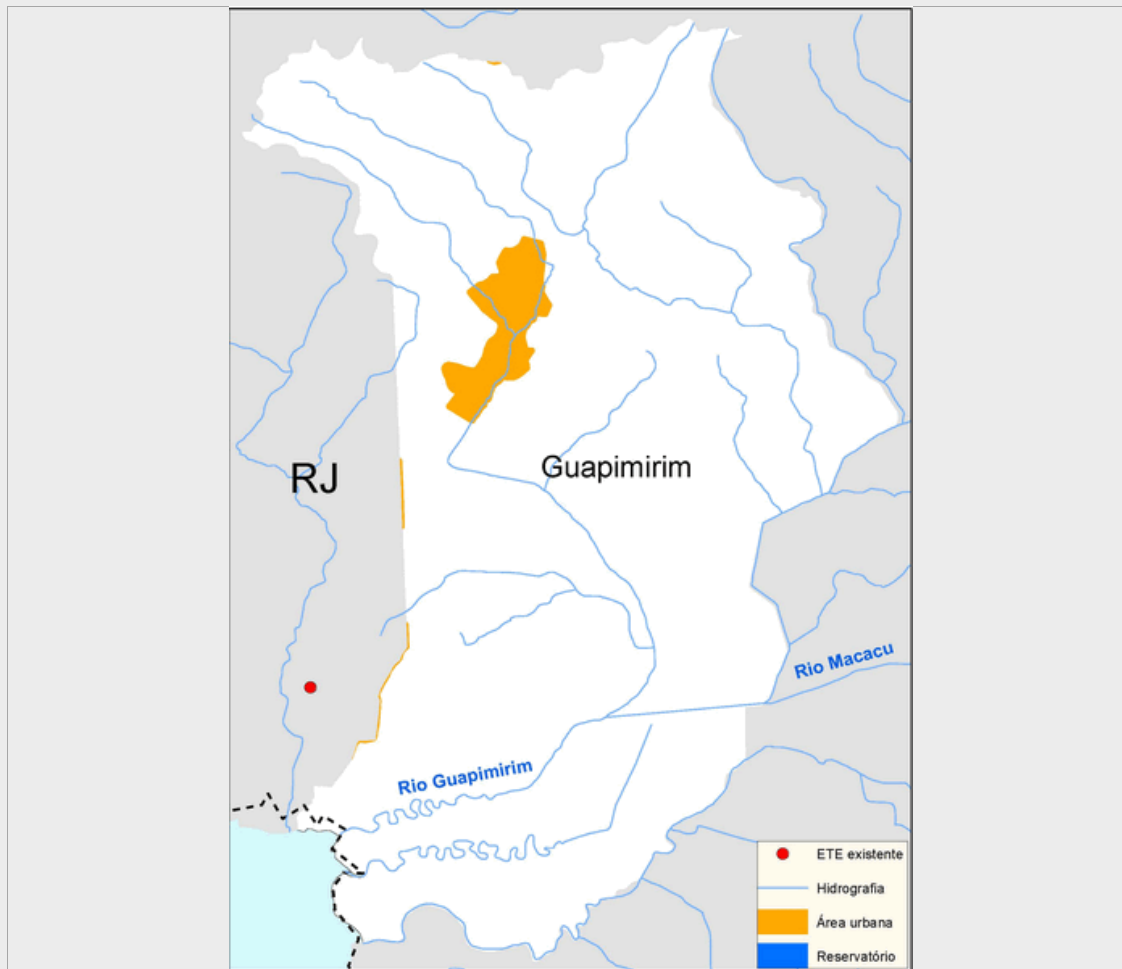 Guapimirim
RJ
Rio Macacu
Rio Guapimirim
ETE existente
Hidrografia
Área urbana
Reservatório